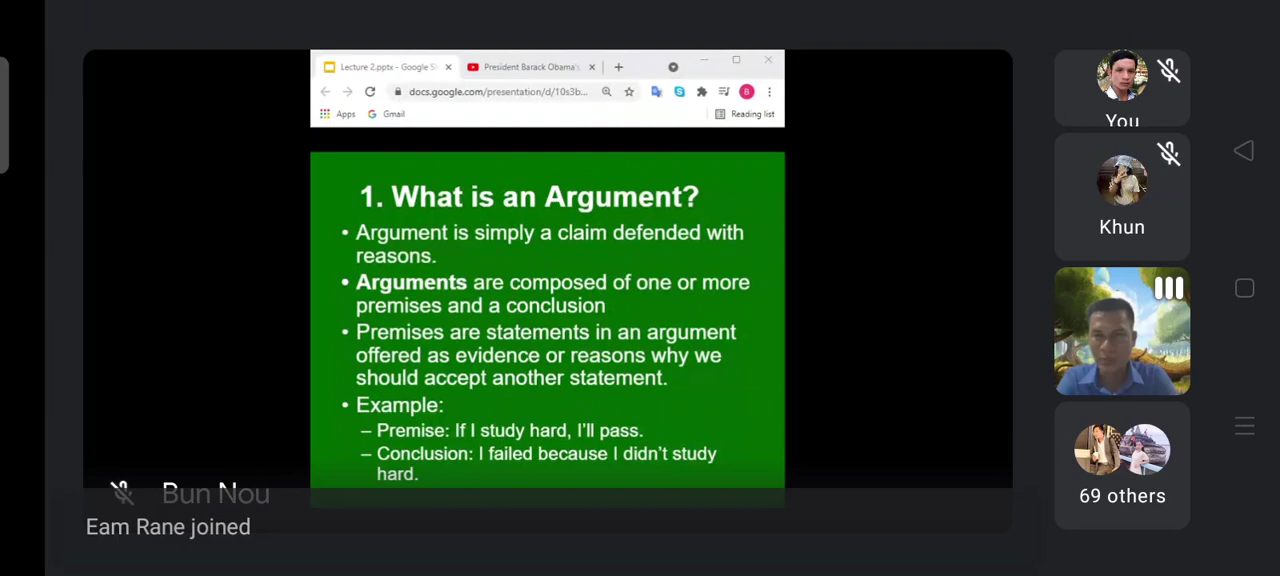 Lecture 2.pptx - Google Sl
President Barack Obama's
docs.google.com/presentation/d/10s3b...
B
Apps
Gmail
Reading list
1. What is an Argument?
• Argument is simply a claim defended with
reasons.
• Arguments are composed of one or more
premises and a conclusion
• Premises are statements in an argument
offered as evidence or reasons why we
should accept another statement.
• Example:
– Premise: If I study hard, I'll pass.
– Conclusion: I failed because I didn't study
hard.
Bun Nou
Eam Rane joined
You
Khun
69 others